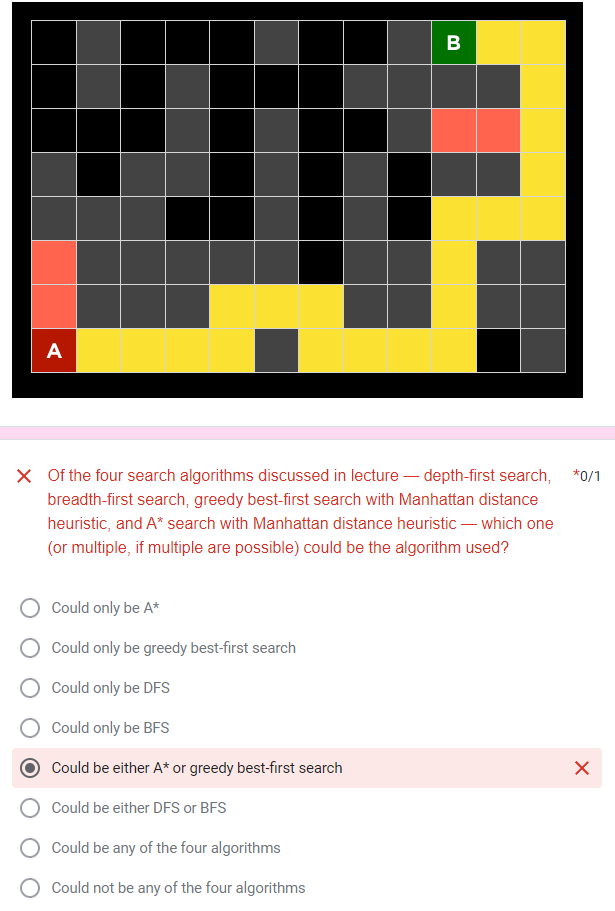 B
A
Of the four search algorithms discussed in lecture — depth-first search, *0/1
breadth-first search, greedy best-first search with Manhattan distance
heuristic, and A* search with Manhattan distance heuristic — which one
(or multiple, if multiple are possible) could be the algorithm used?
Could only be A*
Could only be greedy best-first search
Could only be DFS
Could only be BFS
Could be either A* or greedy best-first search
Could be either DFS or BFS
Could be any of the four algorithms
Could not be any of the four algorithms